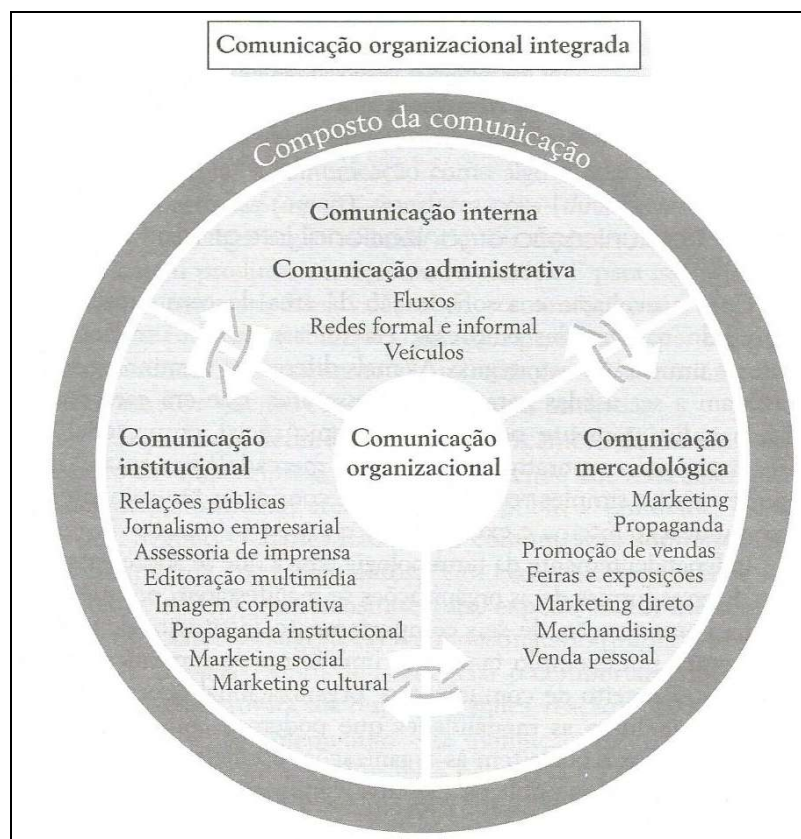 Comunicação organizacional integrada
Composto da comunicação
Comunicação interna
Comunicação administrativa
Fluxos
Redes formal e informal
Veículos
Comunicação
institucional
Relações públicas
Jornalismo empresarial
Assessoria de imprensa
Editoração multimídia
Imagem corporativa
Propaganda institucional
Marketing social
Marketing cultural
Comunicação
organizacional
Comunicação
mercadológica
Marketing
Propaganda
Promoção de vendas
Feiras e exposições
Marketing direto
Merchandising
Venda pessoal